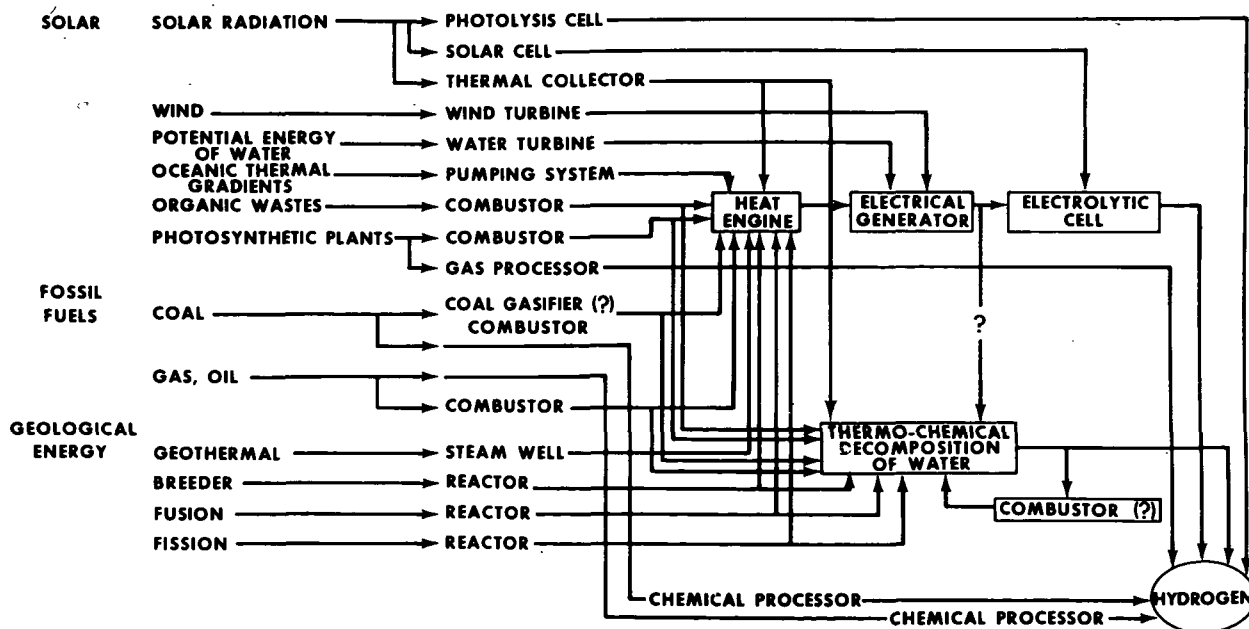 SOLAR SOLAR RADIATION PHOTOLYSIS CELL
SOLAR CELL
THERMAL COLLECTOR
WIND WIND TURBINE
POTENTIAL ENERGY
OF WATER
WATER TURBINE
OCEANIC THERMAL
GRADIENTS
PUMPING SYSTEM
ORGANIC WASTES COMBUSTOR
HEAT
ENGINE
ELECTRICAL
GENERATOR
ELECTROLYTIC
CELL
PHOTOSYNTHETIC PLANTS COMBUSTOR
GAS PROCESSOR
FOSSIL
FUELS
COAL COAL GASIFIER (?)
COMBUSTOR
?
GAS, OIL
COMBUSTOR
GEOLOGICAL
ENERGY
THERMO-CHEMICAL
DECOMPOSITION
OF WATER
GEOTHERMAL STEAM WELL
BREEDER REACTOR
COMBUSTOR (?)
FUSION REACTOR
FISSION REACTOR
CHEMICAL PROCESSOR
HYDROGEN
CHEMICAL PROCESSOR